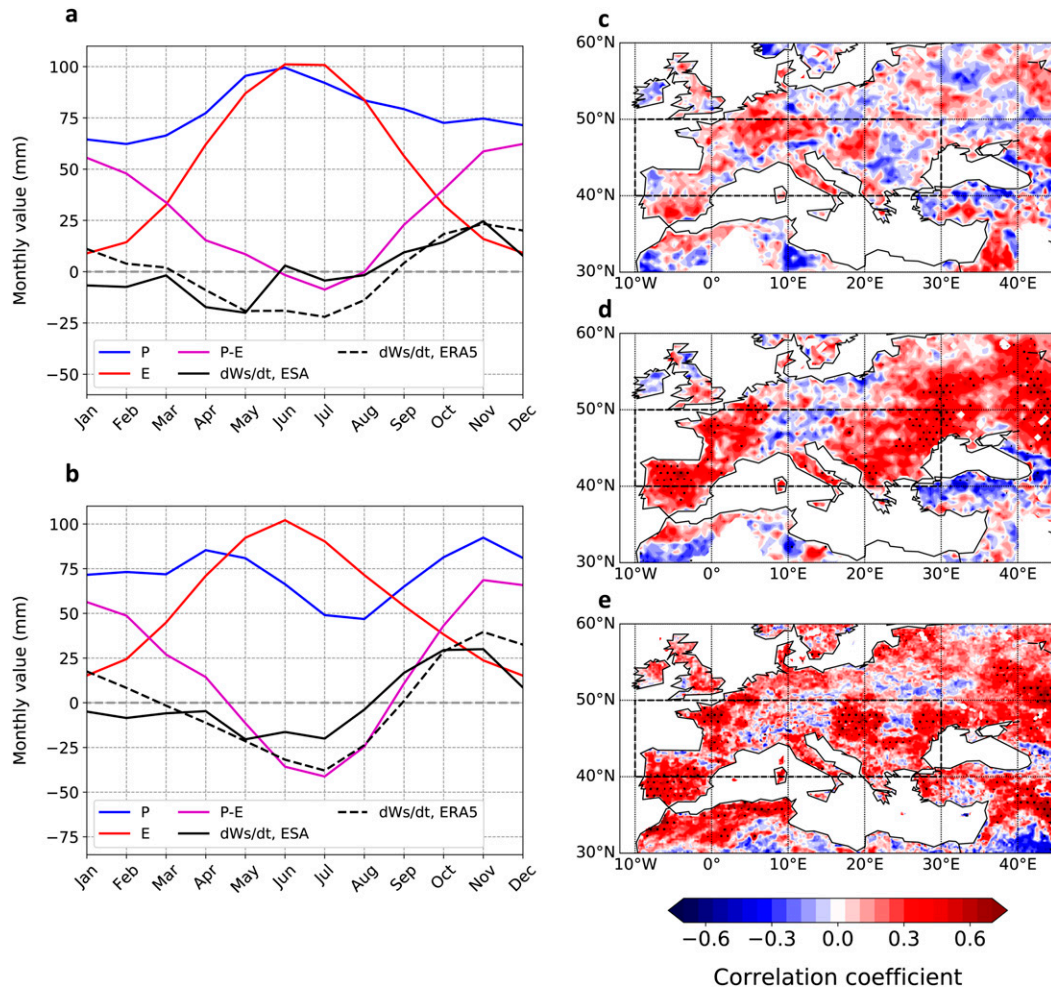 a
Monthly value (mm)
100
75
50
25
0
−25
−50
P
E
P-E
dWs/dt, ESA
dWs/dt, ERA5
Jan
Feb
Mar
Apr
May
Jun
Jul
Aug
Sep
Oct
Nov
Dec
b
Monthly value (mm)
100
75
50
25
0
−25
−50
−75
P
E
P-E
dWs/dt, ESA
dWs/dt, ERA5
Jan
Feb
Mar
Apr
May
Jun
Jul
Aug
Sep
Oct
Nov
Dec
c
60°N
50°N
40°N
30°N
10°W 0° 10°E 20°E 30°E 40°E
d
60°N
50°N
40°N
30°N
10°W 0° 10°E 20°E 30°E 40°E
e
60°N
50°N
40°N
30°N
10°W 0° 10°E 20°E 30°E 40°E
−0.6 −0.3 0.0 0.3 0.6
Correlation coefficient